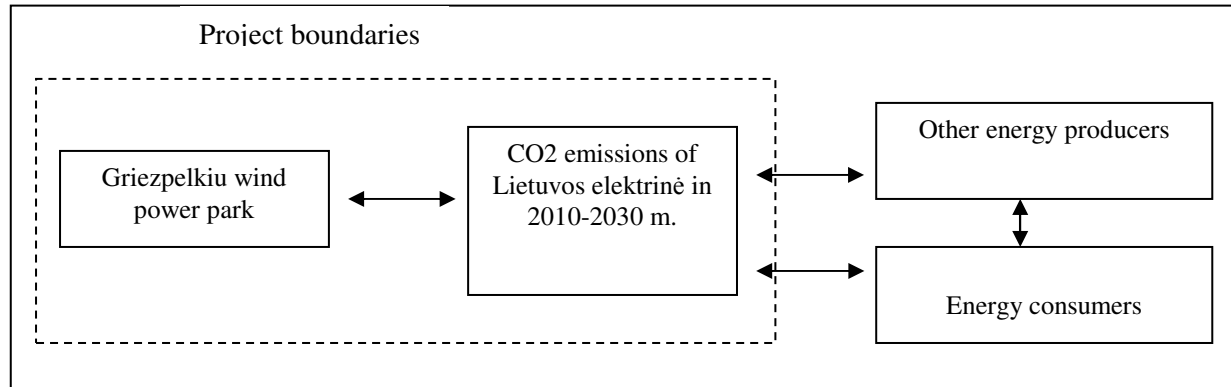 Project boundaries
Griezpelkiu wind
power park
CO2 emissions of
Lietuvos elektrinė in
2010-2030 m.
Other energy producers
Energy consumers